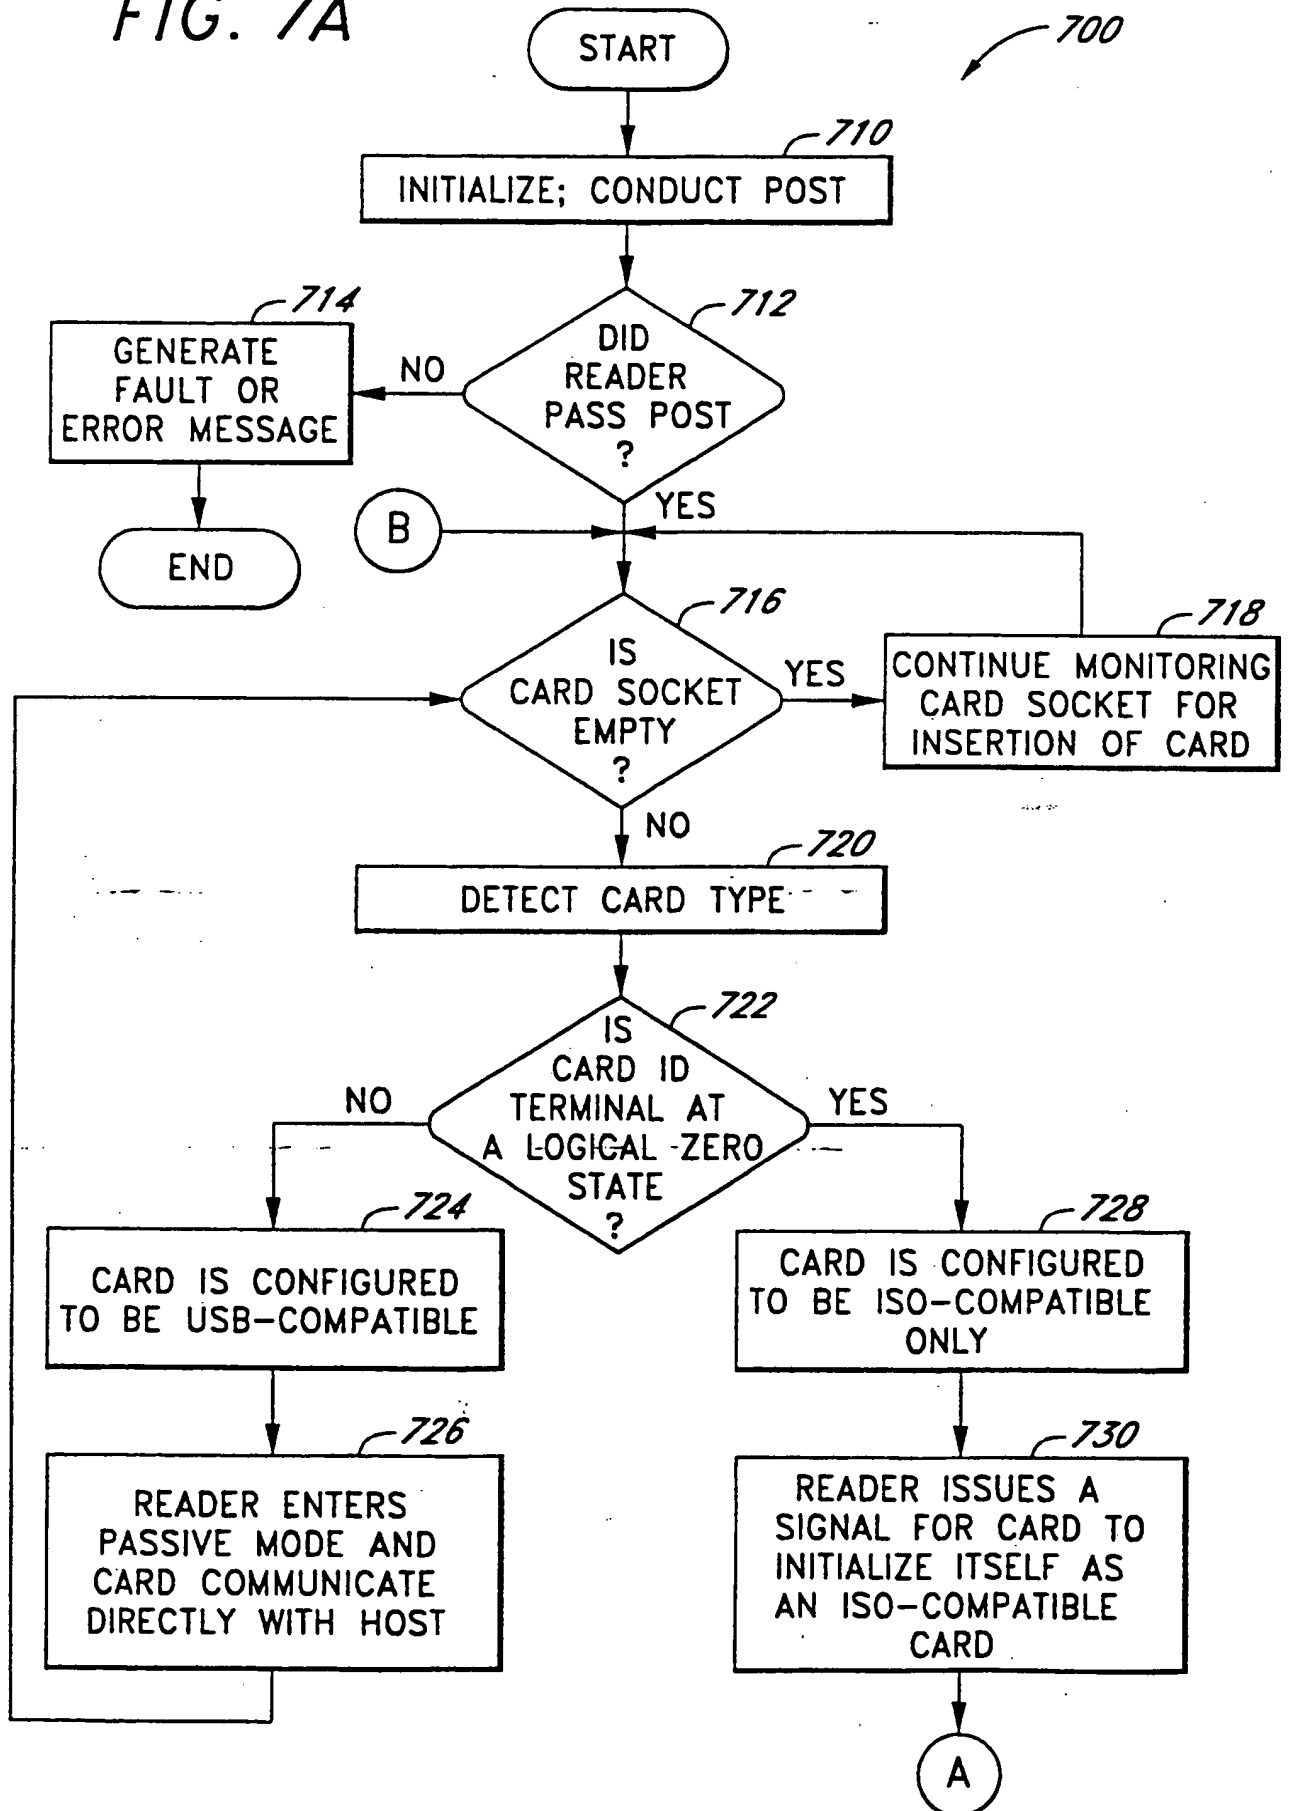 FIG. 7A
START
700
710
INITIALIZE; CONDUCT POST
714
712
GENERATE
FAULT OR
ERROR MESSAGE
NO
DID
READER
PASS POST
?
YES
B
END
716
718
IS
CARD SOCKET
EMPTY
?
YES
CONTINUE MONITORING
CARD SOCKET FOR
INSERTION OF CARD
NO
720
DETECT CARD TYPE
722
IS
CARD ID
TERMINAL AT
A LOGICAL ZERO
STATE
?
NO
YES
724
CARD IS CONFIGURED
TO BE USB-COMPATIBLE
728
CARD IS CONFIGURED
TO BE ISO-COMPATIBLE
ONLY
726
READER ENTERS
PASSIVE MODE AND
CARD COMMUNICATE
DIRECTLY WITH HOST
730
READER ISSUES A
SIGNAL FOR CARD TO
INITIALIZE ITSELF AS
AN ISO-COMPATIBLE
CARD
A